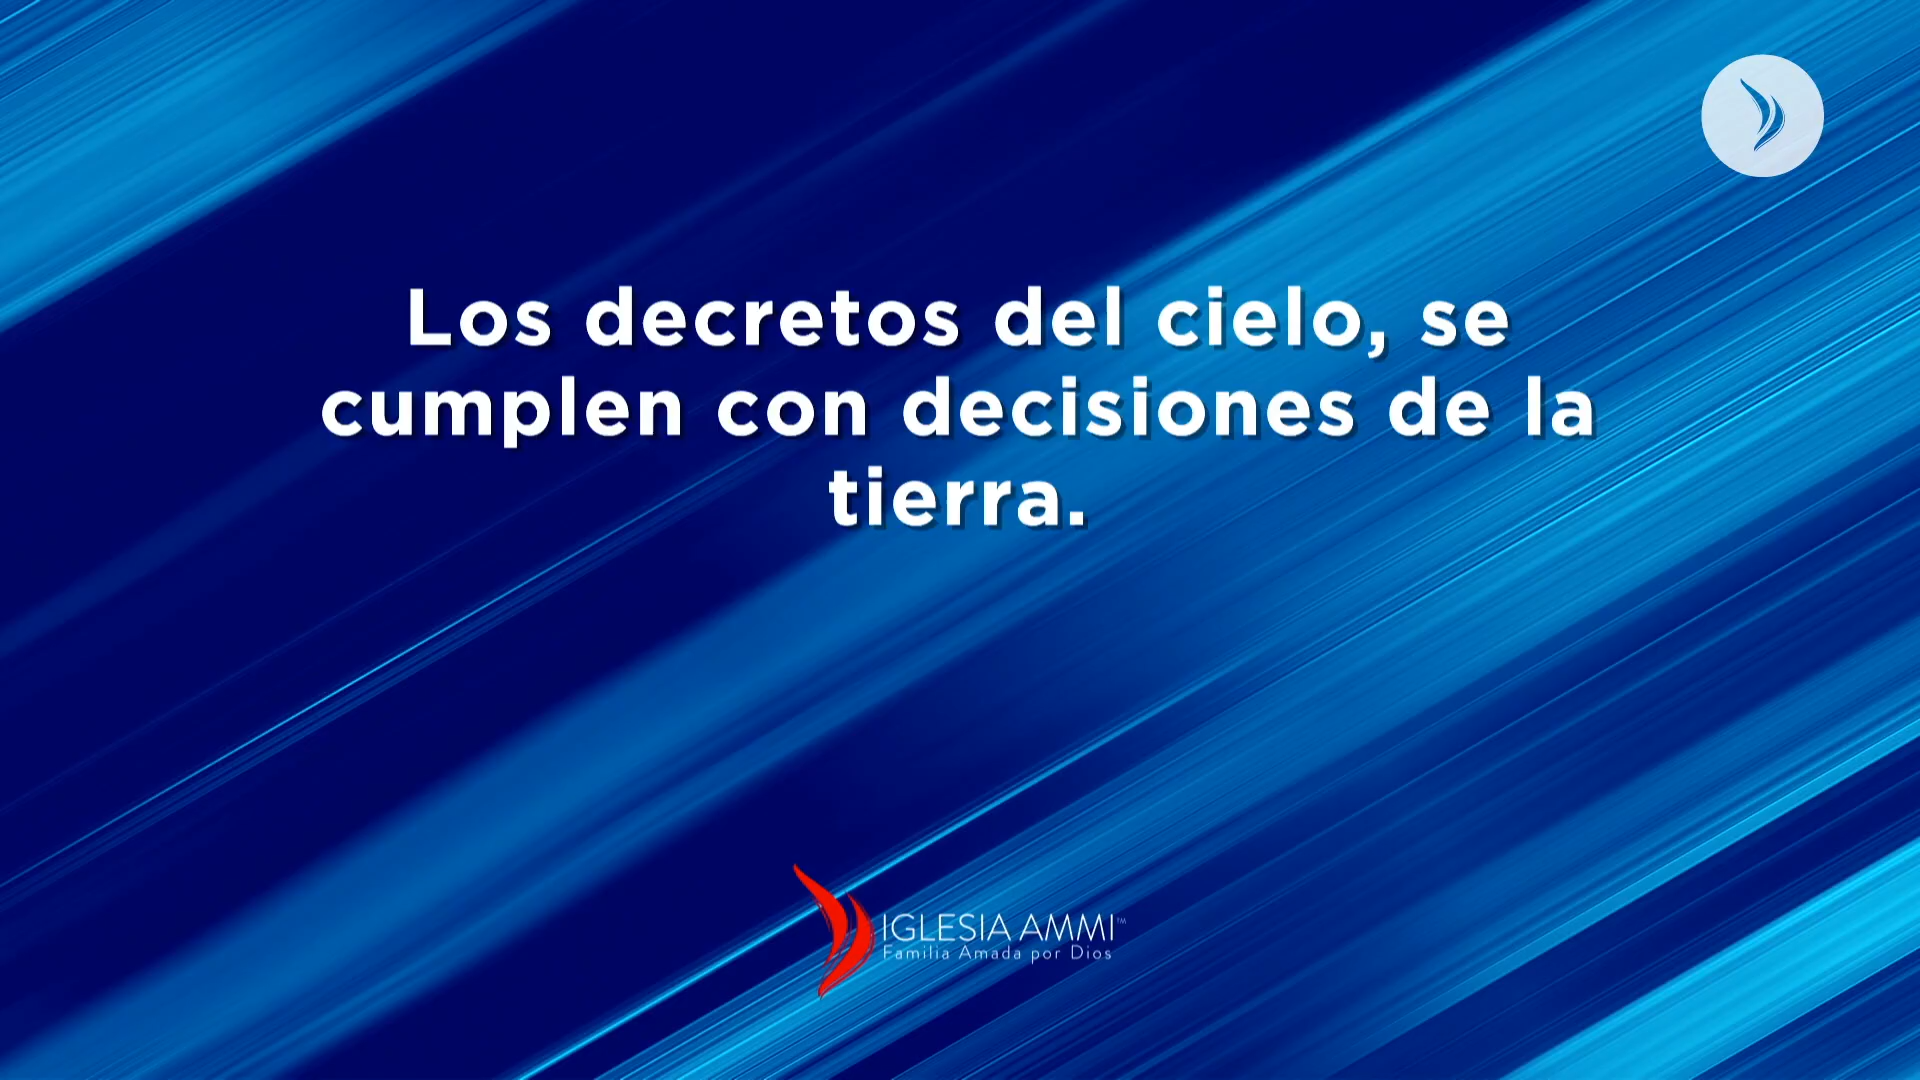 Los decretos del cielo, se
cumplen con decisiones de la
tierra.
IGLESIA AMMI™
Familia Amada por Dios